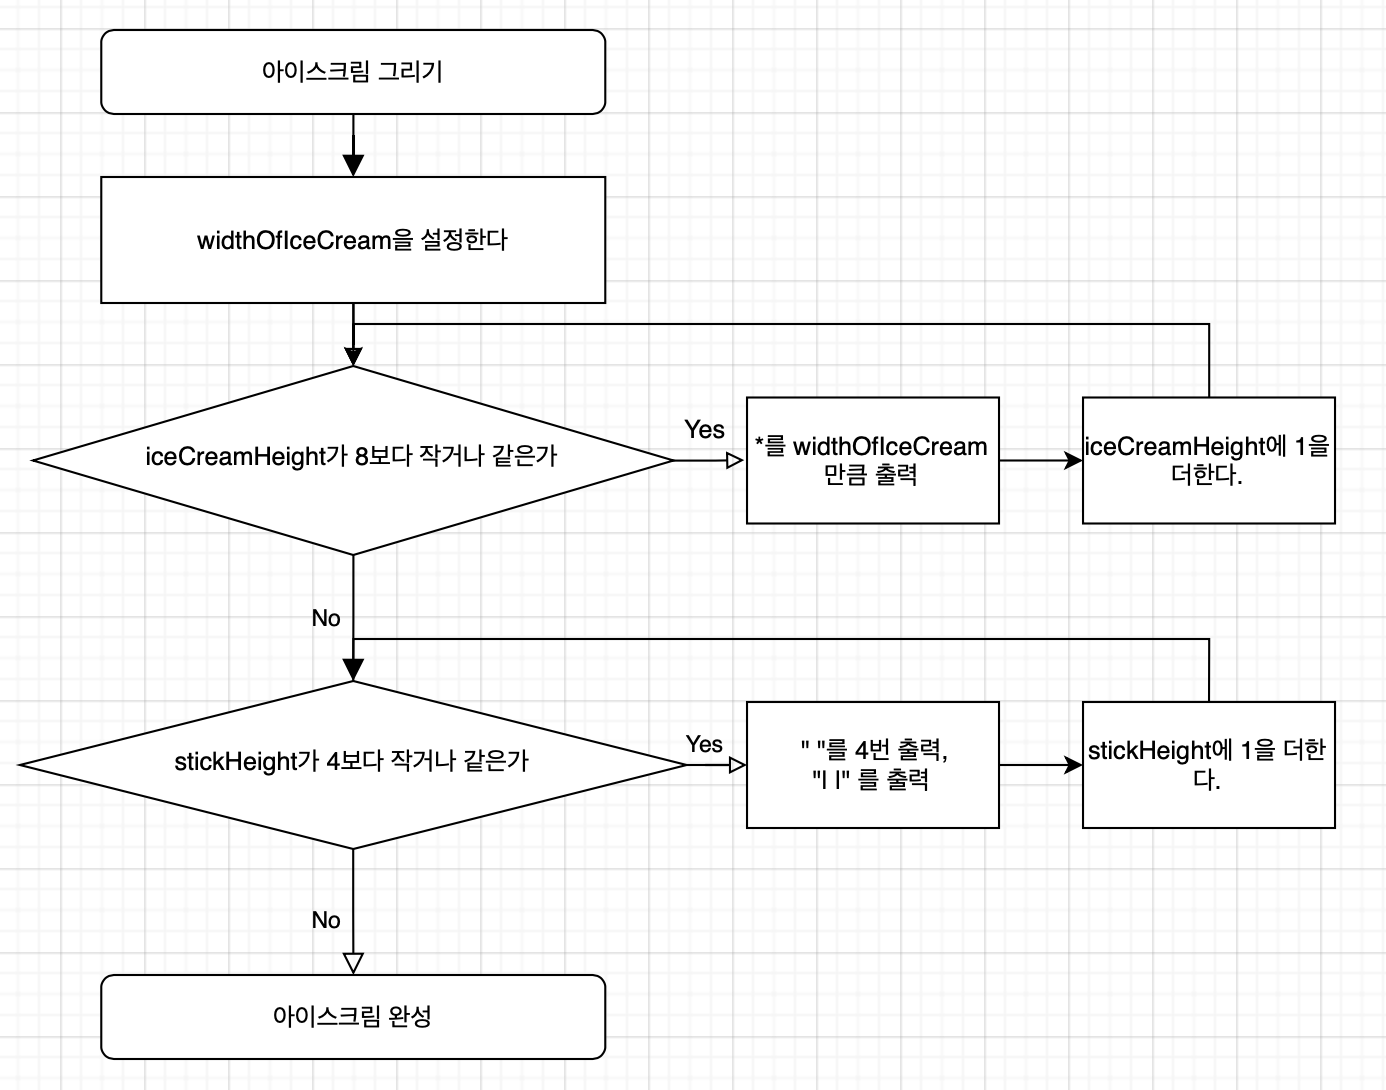 아이스크림 그리기
widthOfIceCream을 설정한다
iceCreamHeight가 8보다 작거나 같은가
Yes
*를 widthOfIceCream
만큼 출력
iceCreamHeight에 1을
더한다.
No
stickHeight가 4보다 작거나 같은가
Yes
" "를 4번 출력,
"| |" 를 출력
stickHeight에 1을 더한
다.
No
아이스크림 완성